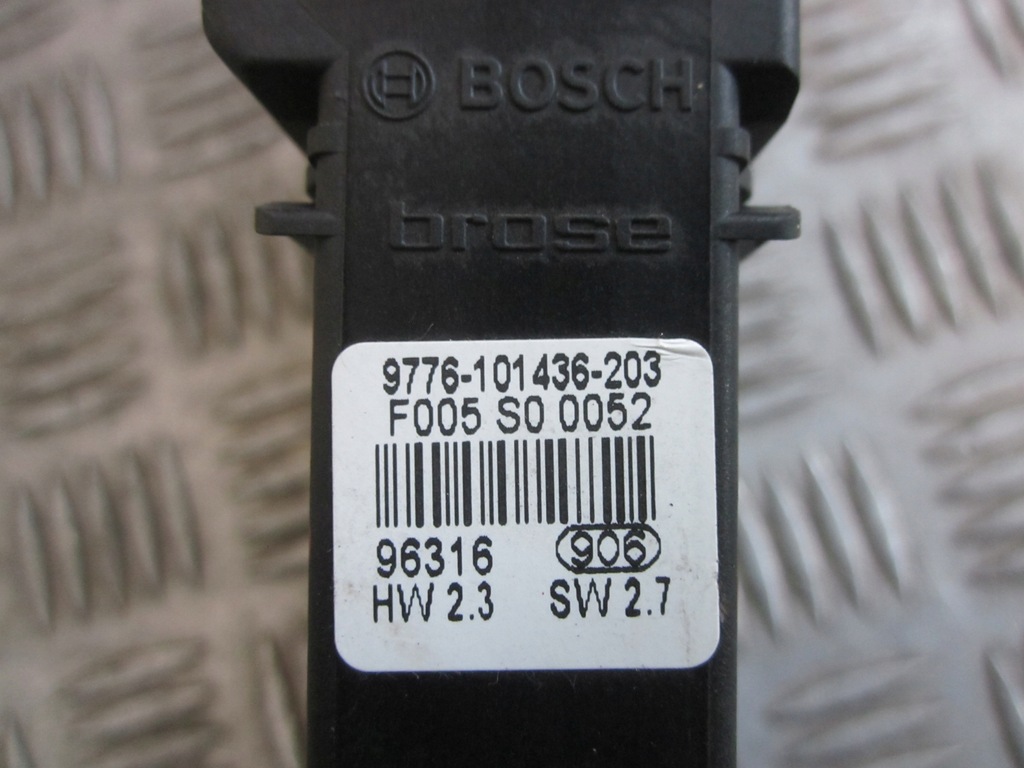 BOSCH
brose
9776-101436-203
F005 S0 0052
96316 906
HW 2.3 SW 2.7